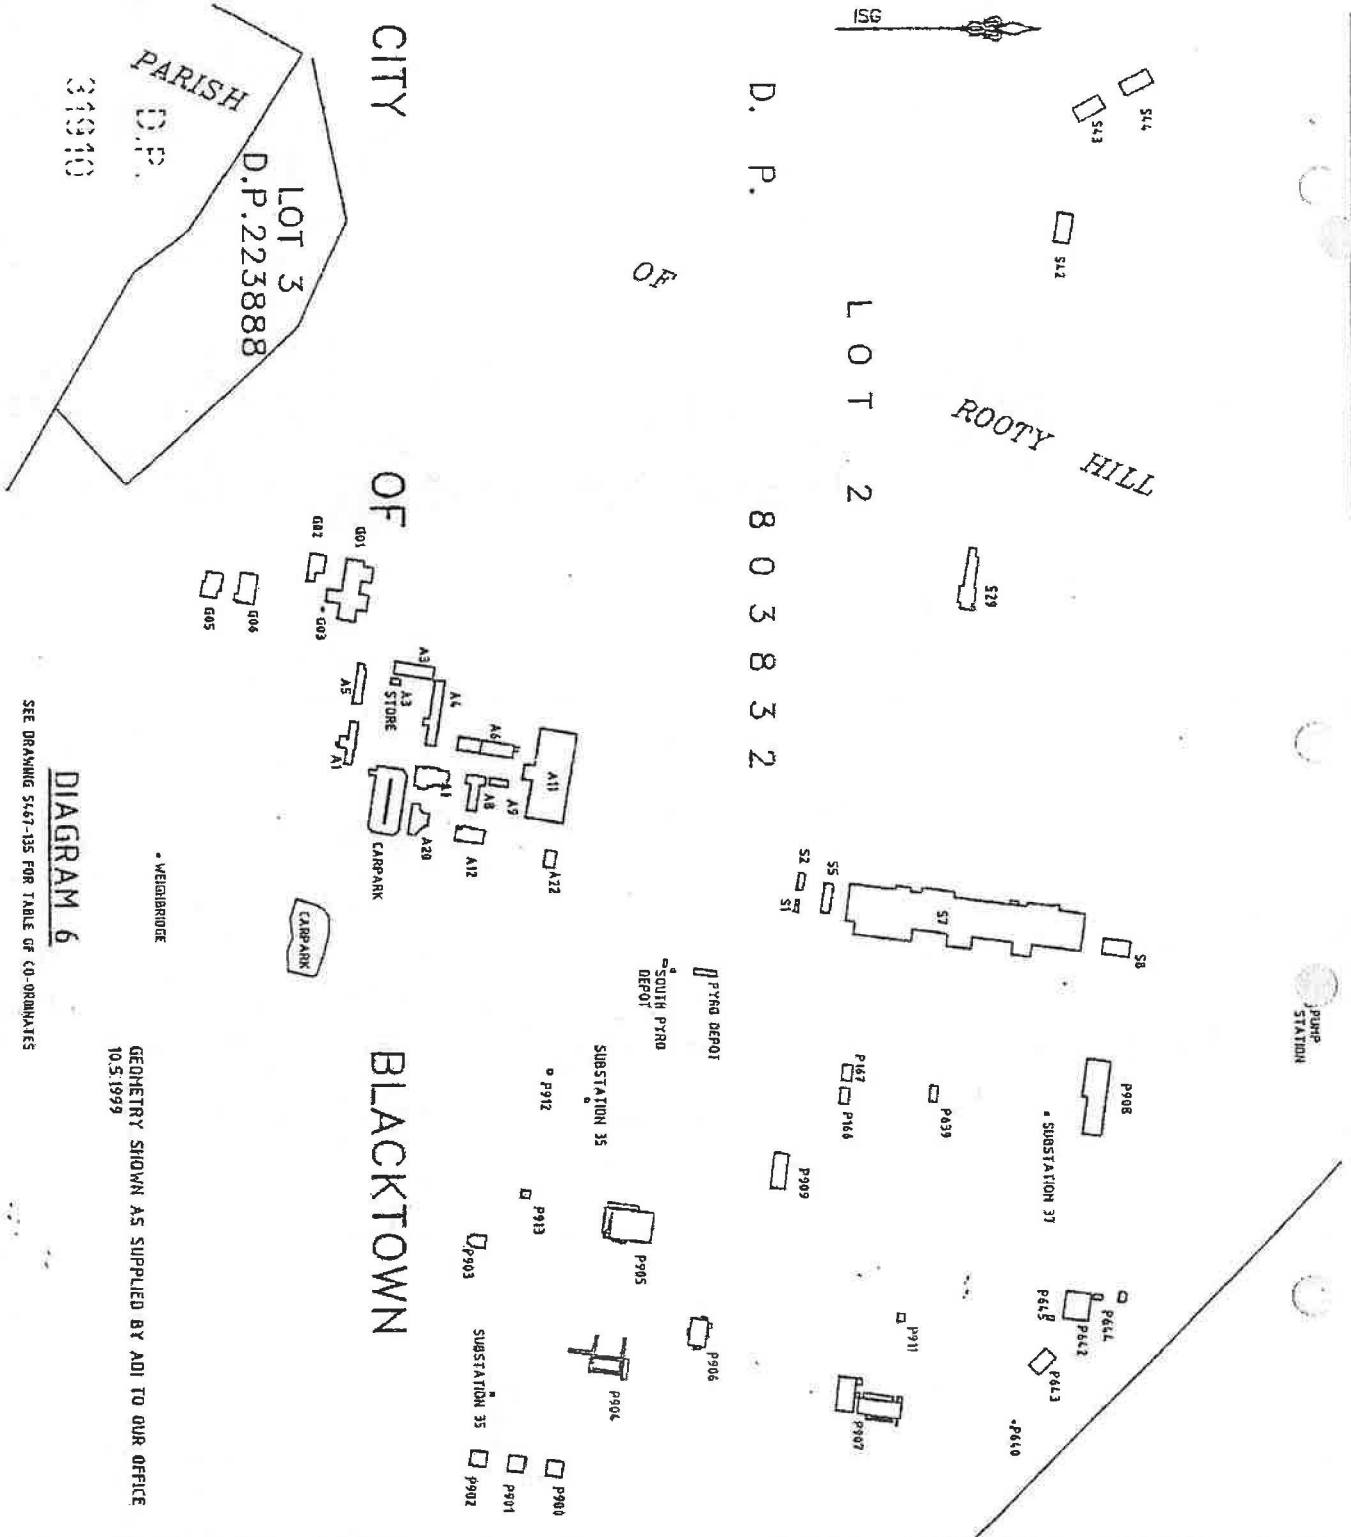 ISG
S44
S43
S42
D. P. 803832
LOT 2
PARISH OF ROOTY HILL
CITY OF BLACKTOWN
D.P.
31910
LOT 3
D.P.223888
S29
G01
G02
G03
G04
G05
A3
A3
STORE
A4
A5
A1
A6
A11
A8
A9
A20
A12
A22
CARPARK
CARPARK
WEIGHBRIDGE
S2
S1
S5
S7
S8
PYRO DEPOT
SOUTH PYRO
DEPOT
PUMP
STATION
P908
SUBSTATION 37
P167
P166
P639
P909
SUBSTATION 35
P912
P913
P903
P905
P906
P904
SUBSTATION 35
P902
P901
P900
P911
P907
P644
P642
P645
P643
P640
DIAGRAM 6
SEE DRAWING 5467-135 FOR TABLE OF CO-ORDINATES
GEOMETRY SHOWN AS SUPPLIED BY ADI TO OUR OFFICE
10.5.1999